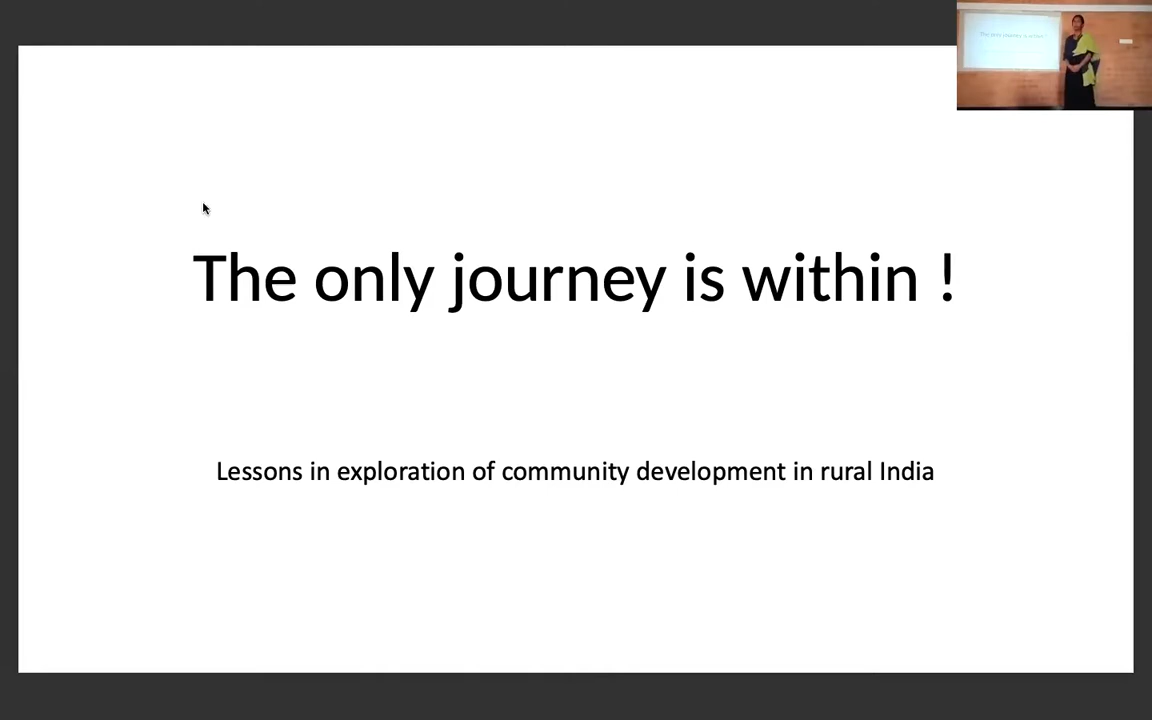 The only journey is within !
Lessons in exploration of community development in rural India